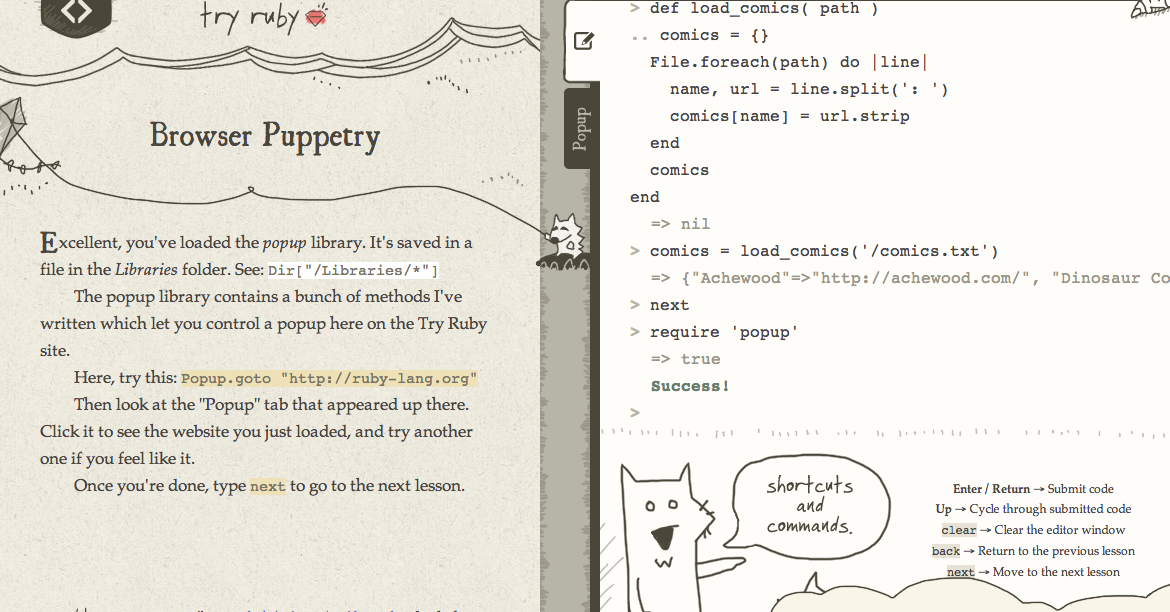 try ruby
Browser Puppetry
Excellent, you've loaded the popup library. It's saved in a
file in the Libraries folder. See: Dir["/Libraries/*"]
The popup library contains a bunch of methods I've
written which let you control a popup here on the Try Ruby
site.
Here, try this: Popup.goto "http://ruby-lang.org"
Then look at the "Popup" tab that appeared up there.
Click it to see the website you just loaded, and try another
one if you feel like it.
Once you're done, type next to go to the next lesson.
Popup
> def load_comics( path )
.. comics = {}
File.foreach(path) do |line|
name, url = line.split(': ')
comics[name] = url.strip
end
comics
end
=> nil
> comics = load_comics('/comics.txt')
=> {"Achewood"=>"http://achewood.com/", "Dinosaur Co
> next
> require 'popup'
=> true
Success!
>
shortcuts
and
commands.
Enter / Return → Submit code
Up → Cycle through submitted code
clear → Clear the editor window
back → Return to the previous lesson
next → Move to the next lesson